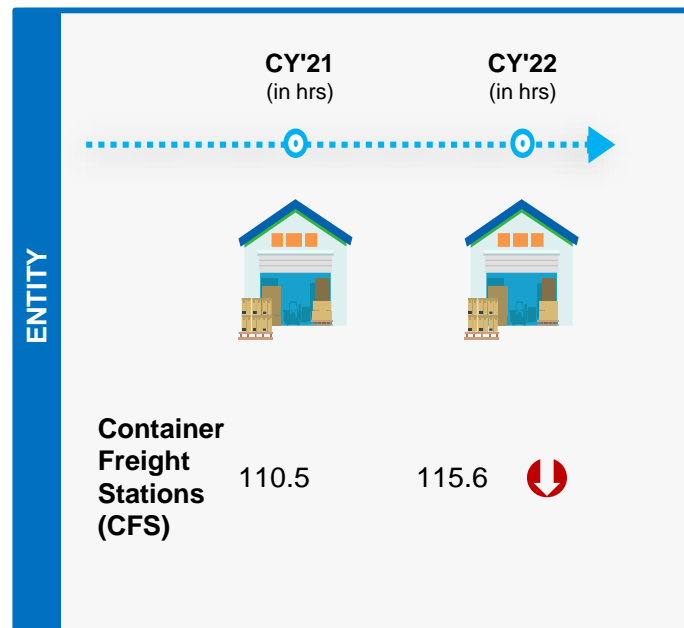 CY'21
(in hrs)
CY'22
(in hrs)
ENTITY
Container
Freight
Stations
(CFS)
110.5
115.6